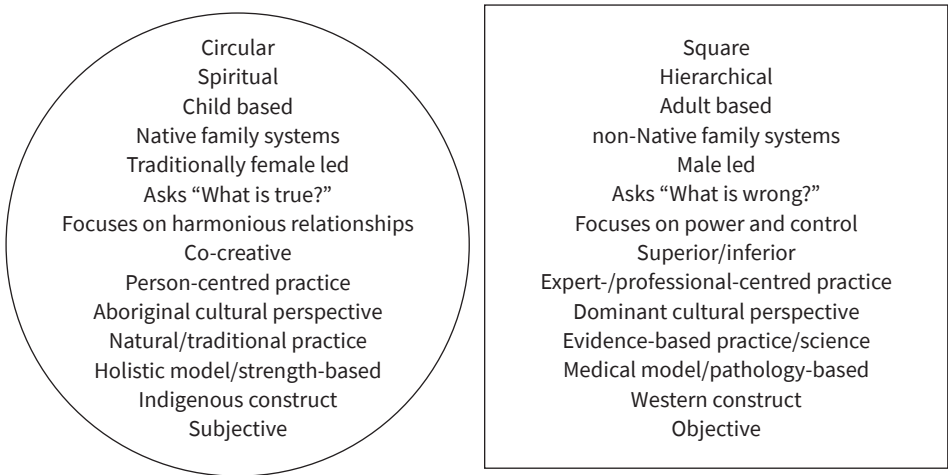 Circular
Spiritual
Child based
Native family systems
Traditionally female led
Asks “What is true?”
Focuses on harmonious relationships
Co-creative
Person-centred practice
Aboriginal cultural perspective
Natural/traditional practice
Holistic model/strength-based
Indigenous construct
Subjective
Square
Hierarchical
Adult based
non-Native family systems
Male led
Asks “What is wrong?”
Focuses on power and control
Superior/inferior
Expert-/professional-centred practice
Dominant cultural perspective
Evidence-based practice/science
Medical model/pathology-based
Western construct
Objective